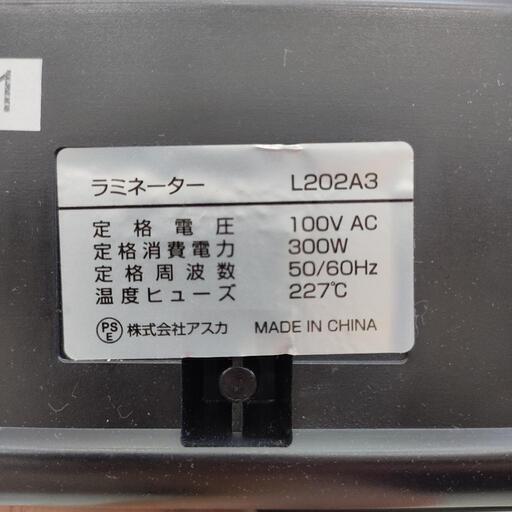 1
ラミネーター L202A3
定格電圧 100V AC
定格消費電力 300W
定格周波数 50/60Hz
温度ヒューズ 227℃
PS E 株式会社アスカ MADE IN CHINA